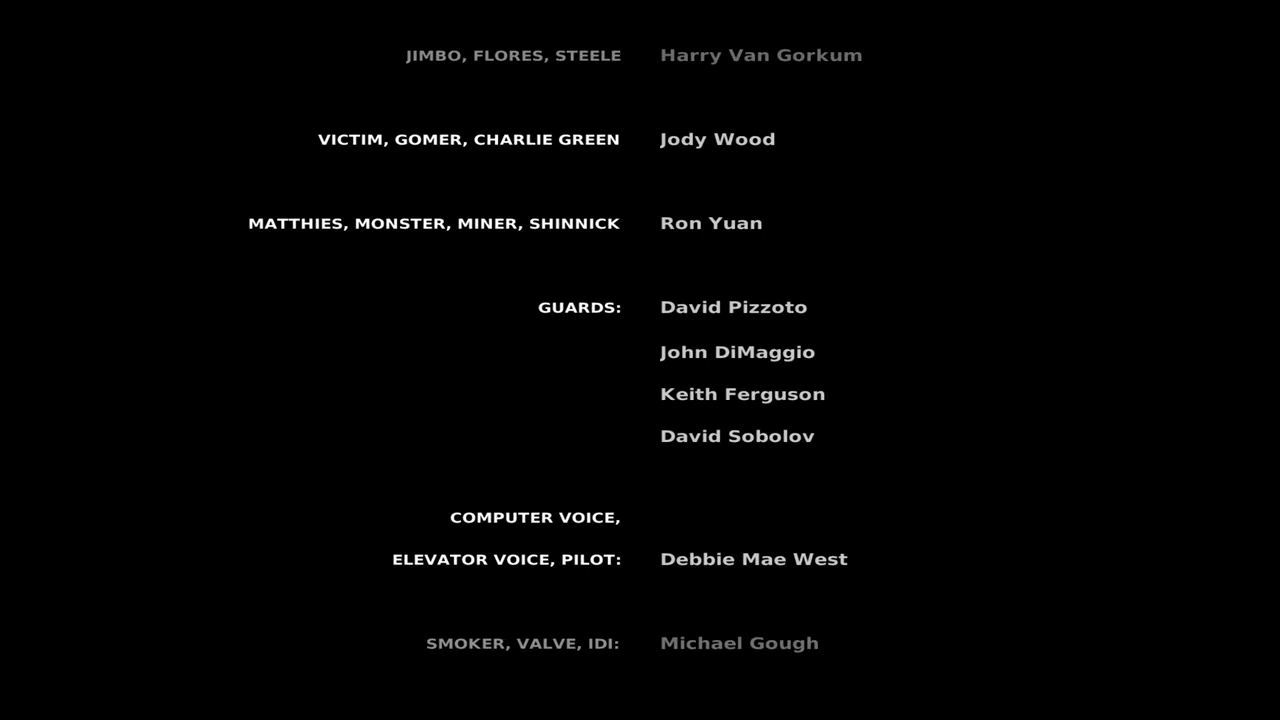 JIMBO, FLORES, STEELE Harry Van Gorkum
VICTIM, GOMER, CHARLIE GREEN Jody Wood
MATTHIES, MONSTER, MINER, SHINNICK Ron Yuan
GUARDS: David Pizzoto
John DiMaggio
Keith Ferguson
David Sobolov
COMPUTER VOICE,
ELEVATOR VOICE, PILOT: Debbie Mae West
SMOKER, VALVE, IDI: Michael Gough